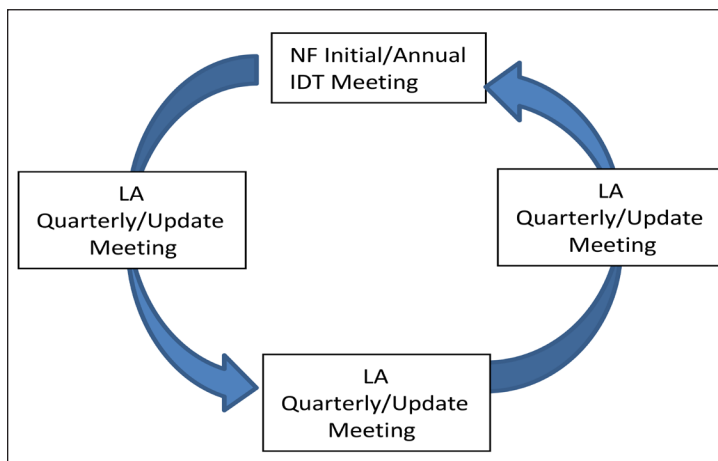 NF Initial/Annual
IDT Meeting
LA
Quarterly/Update
Meeting
LA
Quarterly/Update
Meeting
LA
Quarterly/Update
Meeting